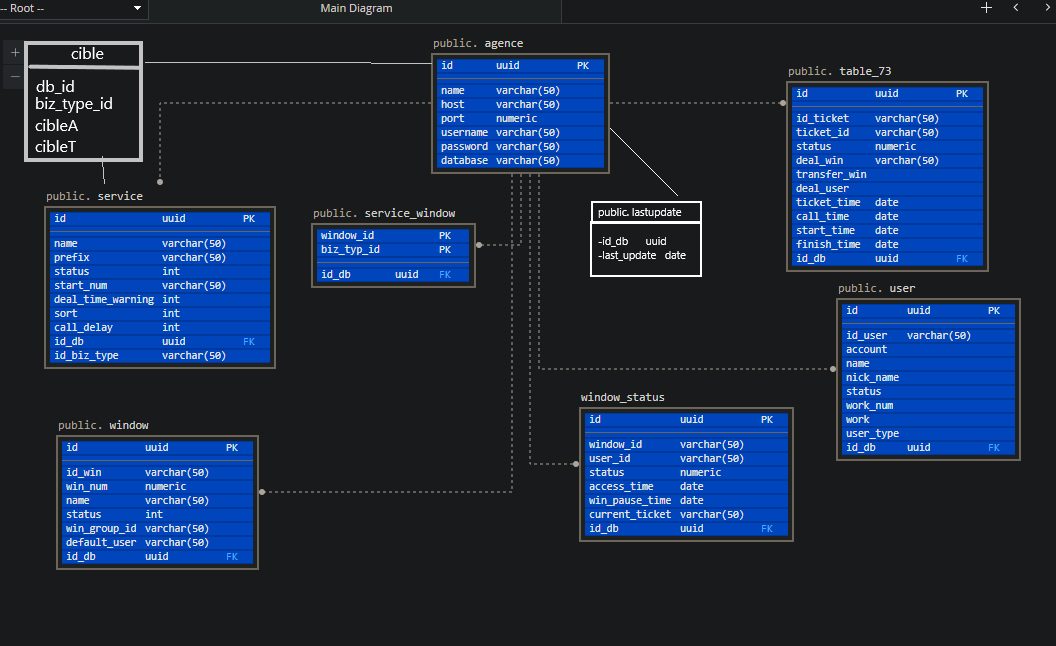 -- Root --
Main Diagram
cible
db_id
biz_type_id
cibleA
cibleT
public. agence
id uuid PK
name varchar(50)
host varchar(50)
port numeric
username varchar(50)
password varchar(50)
database varchar(50)
public. table_73
id uuid PK
id_ticket varchar(50)
ticket_id varchar(50)
status numeric
deal_win varchar(50)
transfer_win
deal_user
ticket_time date
call_time date
start_time date
finish_time date
id_db uuid FK
public. service
id uuid PK
name varchar(50)
prefix varchar(50)
status int
start_num varchar(50)
deal_time_warning int
sort int
call_delay int
id_db uuid FK
id_biz_type varchar(50)
public. service_window
window_id PK
biz_typ_id PK
id_db uuid FK
public. lastupdate
-id_db uuid
-last_update date
public. user
id uuid PK
id_user varchar(50)
account
name
nick_name
status
work_num
work
user_type
id_db uuid FK
window_status
id uuid PK
window_id varchar(50)
user_id varchar(50)
status numeric
access_time date
win_pause_time date
current_ticket varchar(50)
id_db uuid FK
public. window
id uuid PK
id_win varchar(50)
win_num numeric
name varchar(50)
status int
win_group_id varchar(50)
default_user varchar(50)
id_db uuid FK